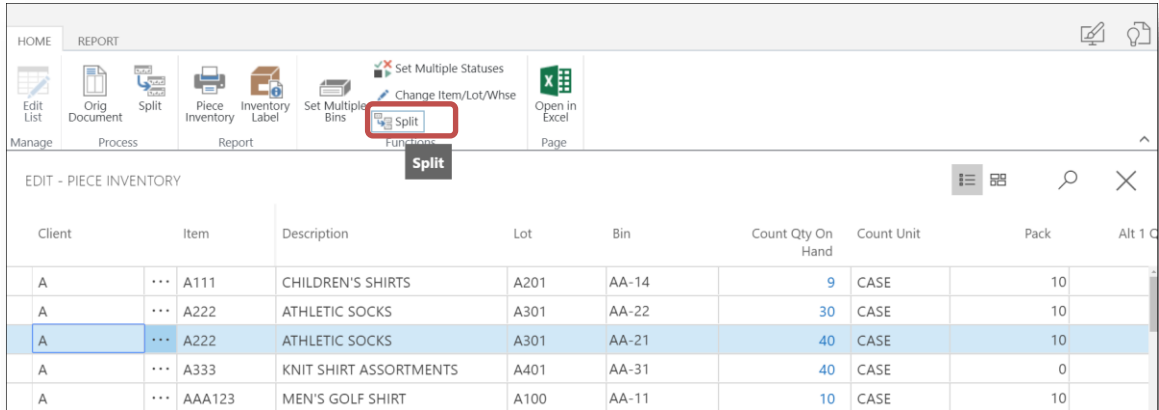 HOME REPORT
Edit List
Orig Document
Split
Piece Inventory
Inventory Label
Set Multiple Bins
Set Multiple Statuses
Change Item/Lot/Whse
Split
Open in Excel
Manage Process Report Functions Page
Split
EDIT - PIECE INVENTORY
Client Item Description Lot Bin Count Qty On Hand Count Unit Pack Alt 1 Q
A ··· A111 CHILDREN'S SHIRTS A201 AA-14 9 CASE 10
A ··· A222 ATHLETIC SOCKS A301 AA-22 30 CASE 10
A ··· A222 ATHLETIC SOCKS A301 AA-21 40 CASE 10
A ··· A333 KNIT SHIRT ASSORTMENTS A401 AA-31 40 CASE 0
A ··· AAA123 MEN'S GOLF SHIRT A100 AA-11 10 CASE 10